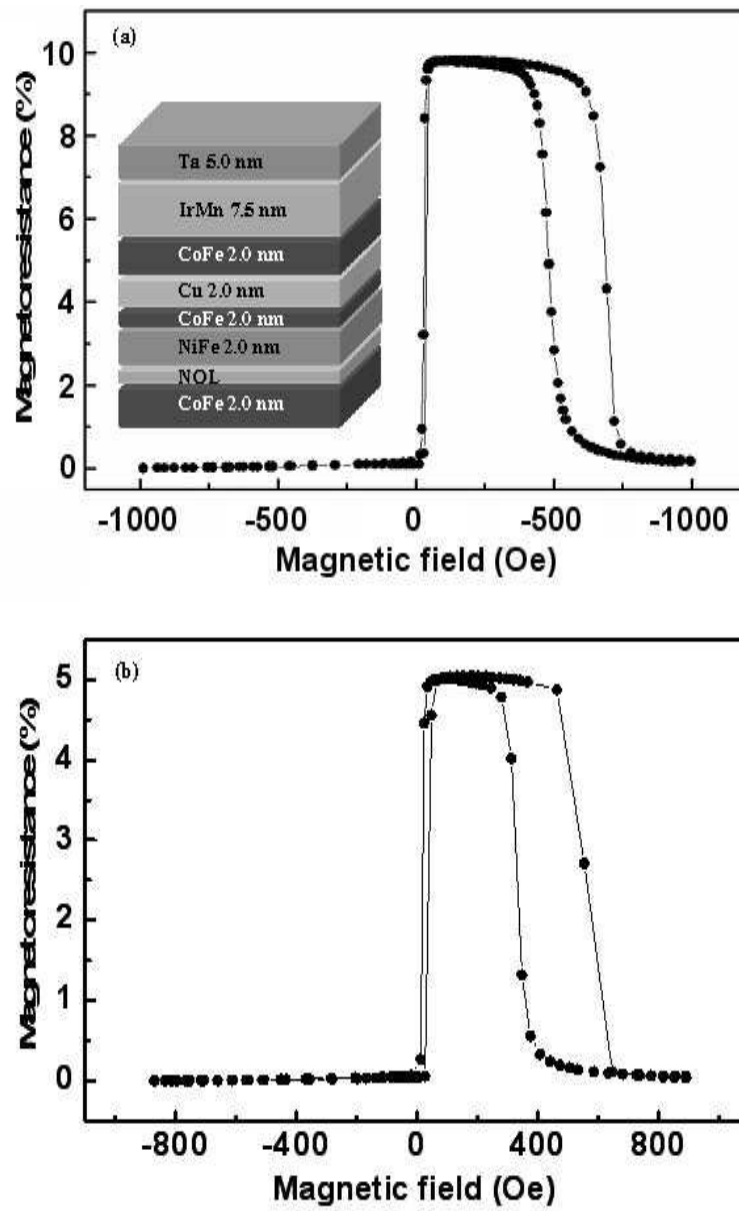 (a)
10
8
6
4
2
0
Magnetoresistance (%)
Ta 5.0 nm
IrMn 7.5 nm
CoFe 2.0 nm
Cu 2.0 nm
CoFe 2.0 nm
NiFe 2.0 nm
NOL
CoFe 2.0 nm
-1000 -500 0 -500 -1000
Magnetic field (Oe)
(b)
5
4
3
2
1
0
Magnetoresistance (%)
-800 -400 0 400 800
Magnetic field (Oe)